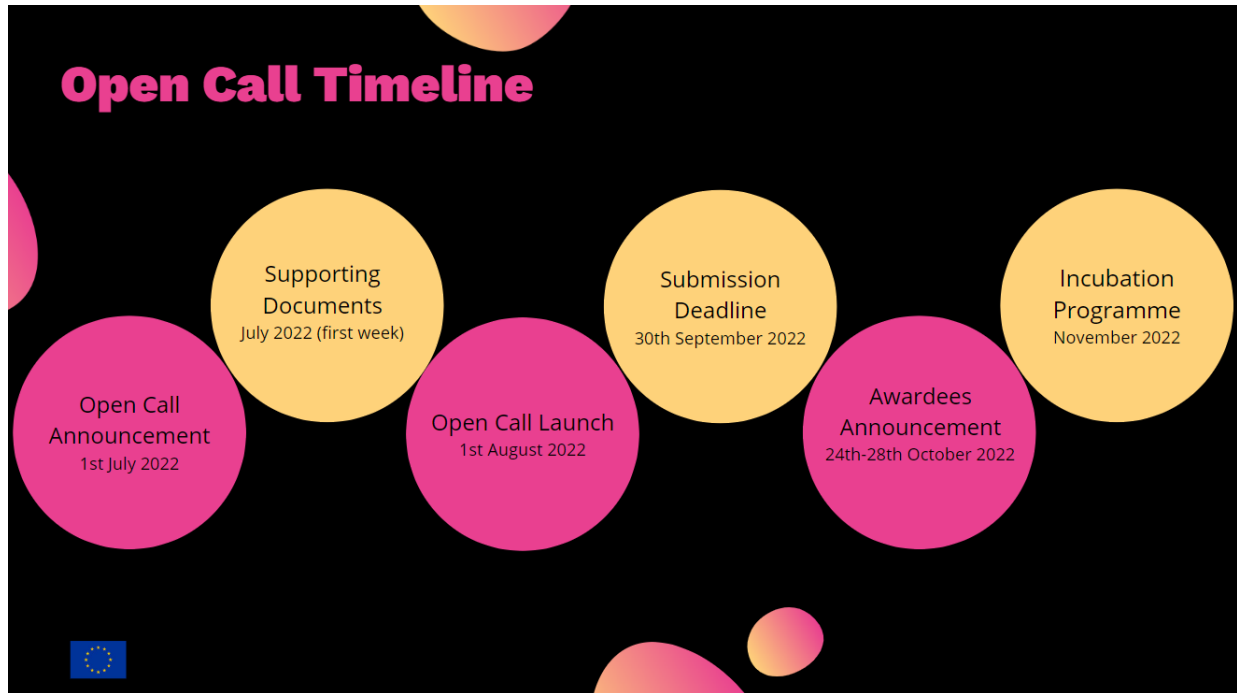 Open Call Timeline
Open Call
Announcement
1st July 2022
Supporting
Documents
July 2022 (first week)
Open Call Launch
1st August 2022
Submission
Deadline
30th September 2022
Awardees
Announcement
24th-28th October 2022
Incubation
Programme
November 2022